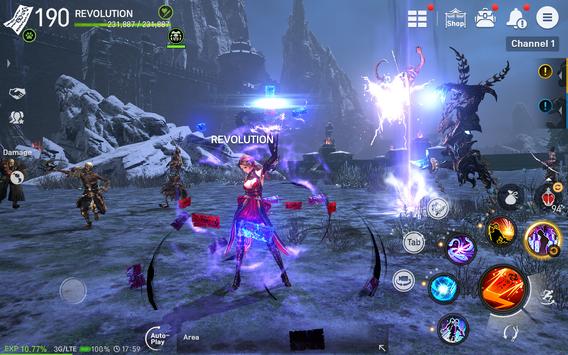 190 REVOLUTION
231,887 / 231,887
Shop
Channel 1
REVOLUTION
Damage
94
Tab
Auto-
Play
Area
EXP 10.77% 3G/LTE 100% 17:59